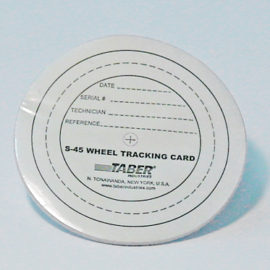 DATE
SERIAL #
TECHNICIAN
REFERENCE
S-45 WHEEL TRACKING CARD
TABER
INDUSTRIES
N. TONAWANDA, NEW YORK, U.S.A.
www.taberindustries.com